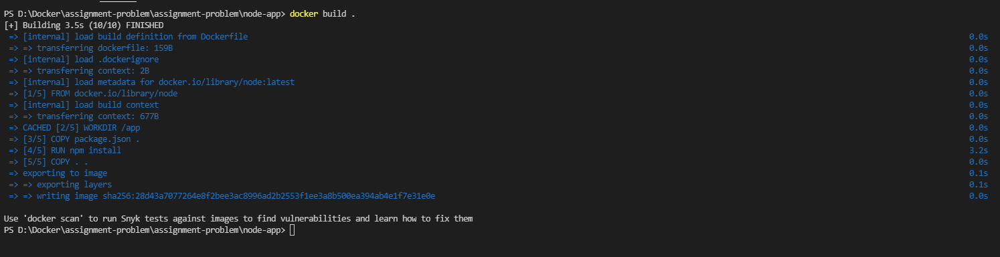 PS D:\Docker\assignment-problem\assignment-problem\node-app> docker build .
[+] Building 3.5s (10/10) FINISHED
=> [internal] load build definition from Dockerfile 0.0s
=> => transferring dockerfile: 159B 0.0s
=> [internal] load .dockerignore 0.0s
=> => transferring context: 2B 0.0s
=> [internal] load metadata for docker.io/library/node:latest 0.0s
=> [1/5] FROM docker.io/library/node 0.0s
=> [internal] load build context 0.0s
=> => transferring context: 677B 0.0s
=> CACHED [2/5] WORKDIR /app 0.0s
=> [3/5] COPY package.json . 0.0s
=> [4/5] RUN npm install 3.2s
=> [5/5] COPY . . 0.0s
=> exporting to image 0.1s
=> => exporting layers 0.1s
=> => writing image sha256:28d43a7077264e8f2bee3ac8996ad2b2553f1ee3a8b500ea394ab4e1f7e31e0e 0.0s
Use 'docker scan' to run Snyk tests against images to find vulnerabilities and learn how to fix them
PS D:\Docker\assignment-problem\assignment-problem\node-app>